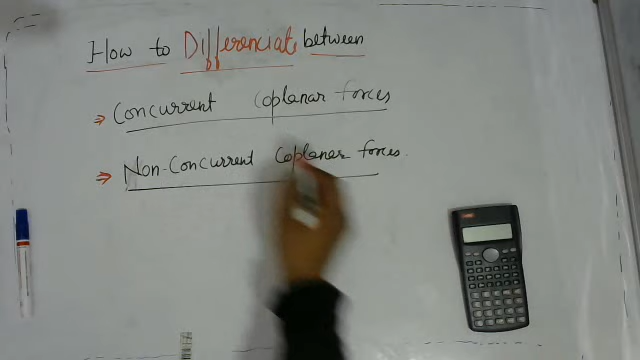 How to Differenciate between
⇒ Concurrent Coplanar forces
⇒ Non-Concurrent Coplanar forces.